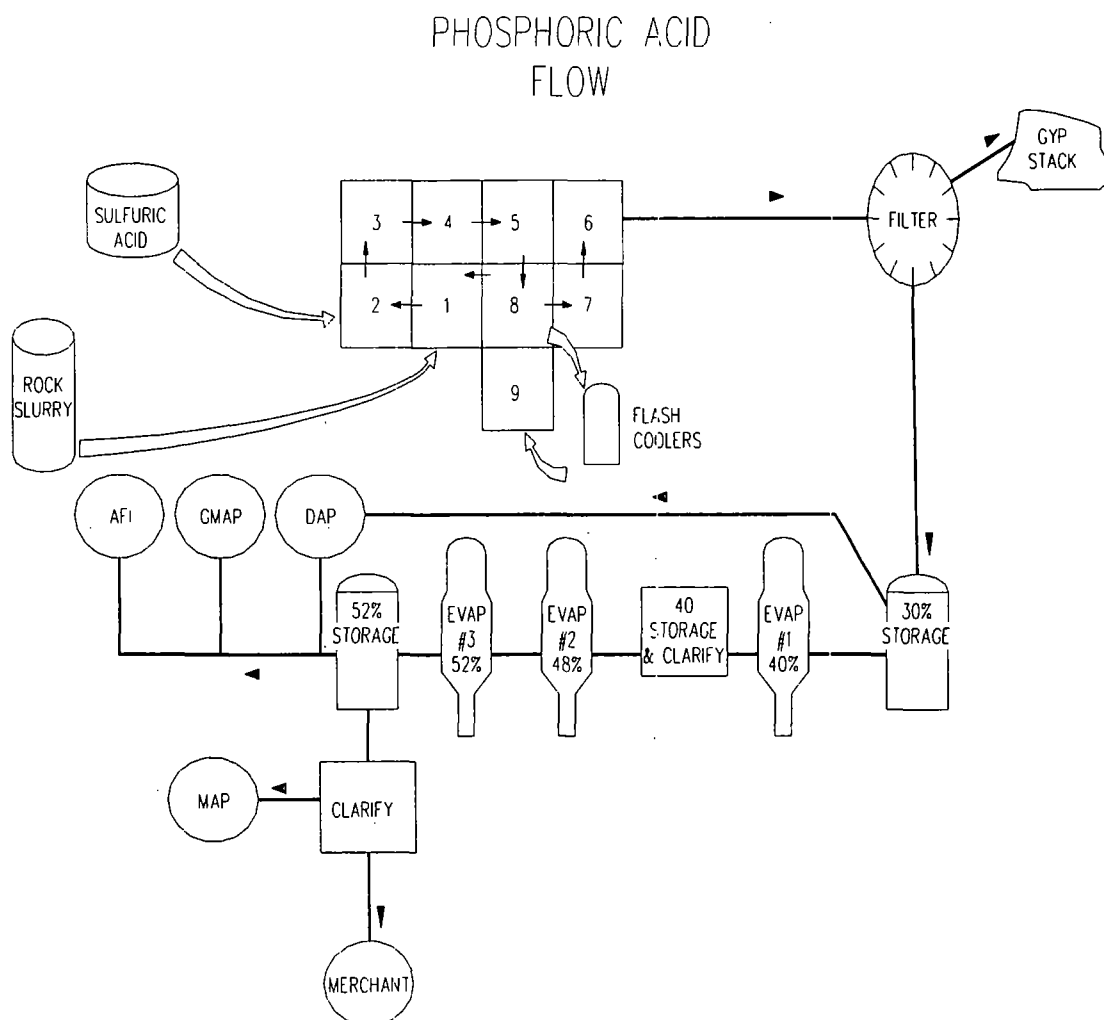 PHOSPHORIC ACID
FLOW
GYP
STACK
SULFURIC
ACID
3
4
5
6
FILTER
2
1
8
7
ROCK
SLURRY
9
FLASH
COOLERS
AFI
GMAP
DAP
52%
STORAGE
EVAP
#3
52%
EVAP
#2
48%
40
STORAGE
& CLARIFY
EVAP
#1
40%
30%
STORAGE
MAP
CLARIFY
MERCHANT